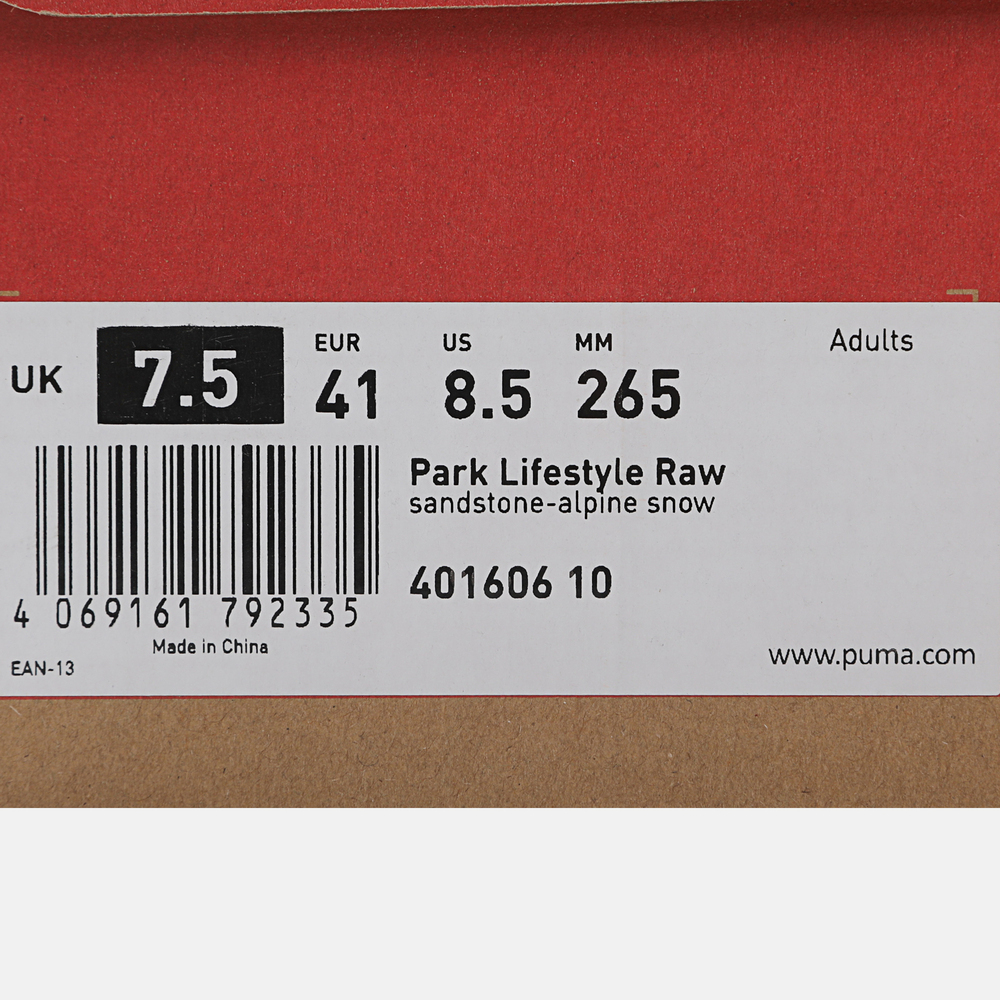 UK 7.5 EUR 41 US 8.5 MM 265 Adults
Park Lifestyle Raw
sandstone-alpine snow
401606 10
4 069161 792335
Made in China
EAN-13
www.puma.com